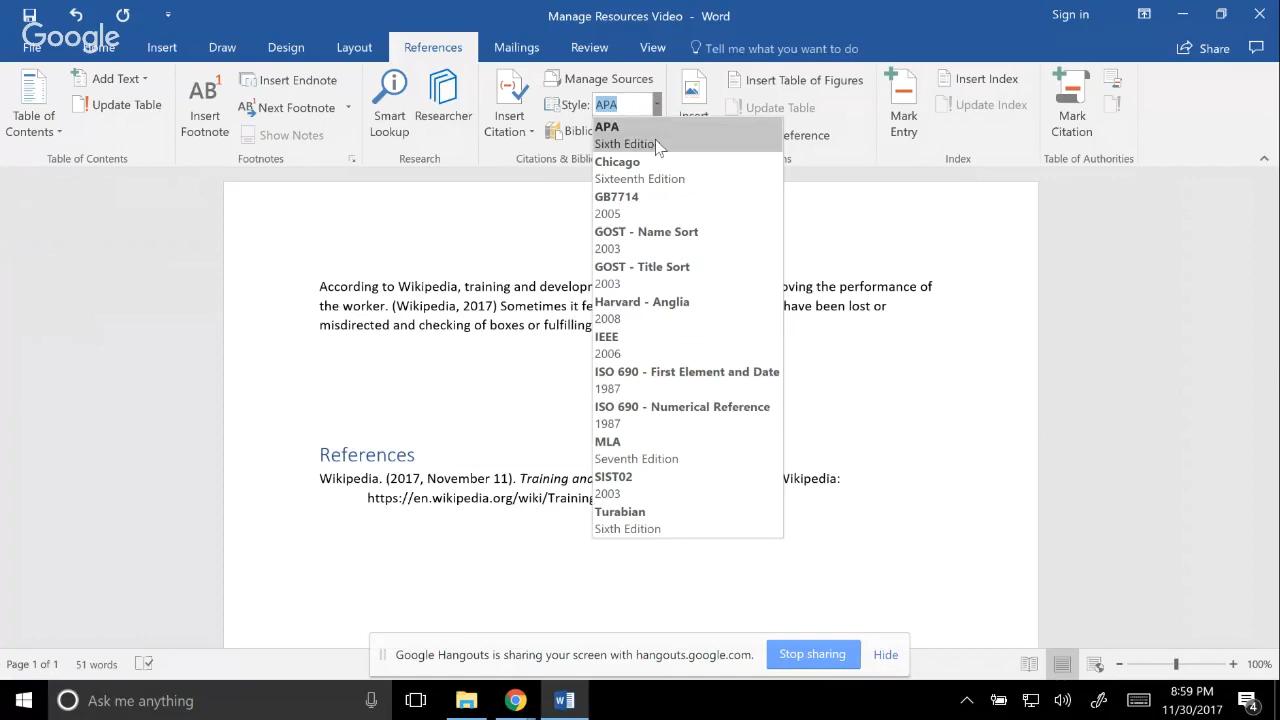 Manage Resources Video - Word
Sign in
Google
File Home Insert Draw Design Layout References Mailings Review View Tell me what you want to do Share
Table of Contents
Add Text
Update Table
Table of Contents
AB1
Insert Footnote
Insert Endnote
AB1 Next Footnote
Show Notes
Footnotes
Smart Lookup
Researcher
Research
Insert Citation
Manage Sources
Style: APA
Citations &
Insert
Insert Table of Figures
Update Table
Mark Entry
Insert Index
Update Index
Index
Mark Citation
Table of Authorities
APA
Sixth Edition
Chicago
Sixteenth Edition
GB7714
2005
GOST - Name Sort
2003
GOST - Title Sort
2003
Harvard - Anglia
2008
IEEE
2006
ISO 690 - First Element and Date
1987
ISO 690 - Numerical Reference
1987
MLA
Seventh Edition
SIST02
2003
Turabian
Sixth Edition
According to Wikipedia, training and oving the performance of
the worker. (Wikipedia, 2017) Sometimes it have been lost or
misdirected and checking of boxes or fulfilling
References
Wikipedia. (2017, November 11). Training Wikipedia:
https://en.wikipedia.org/wiki/Training
Google Hangouts is sharing your screen with hangouts.google.com. Stop sharing Hide
Page 1 of 1 51 words 100%
Ask me anything
8:59 PM
11/30/2017
4